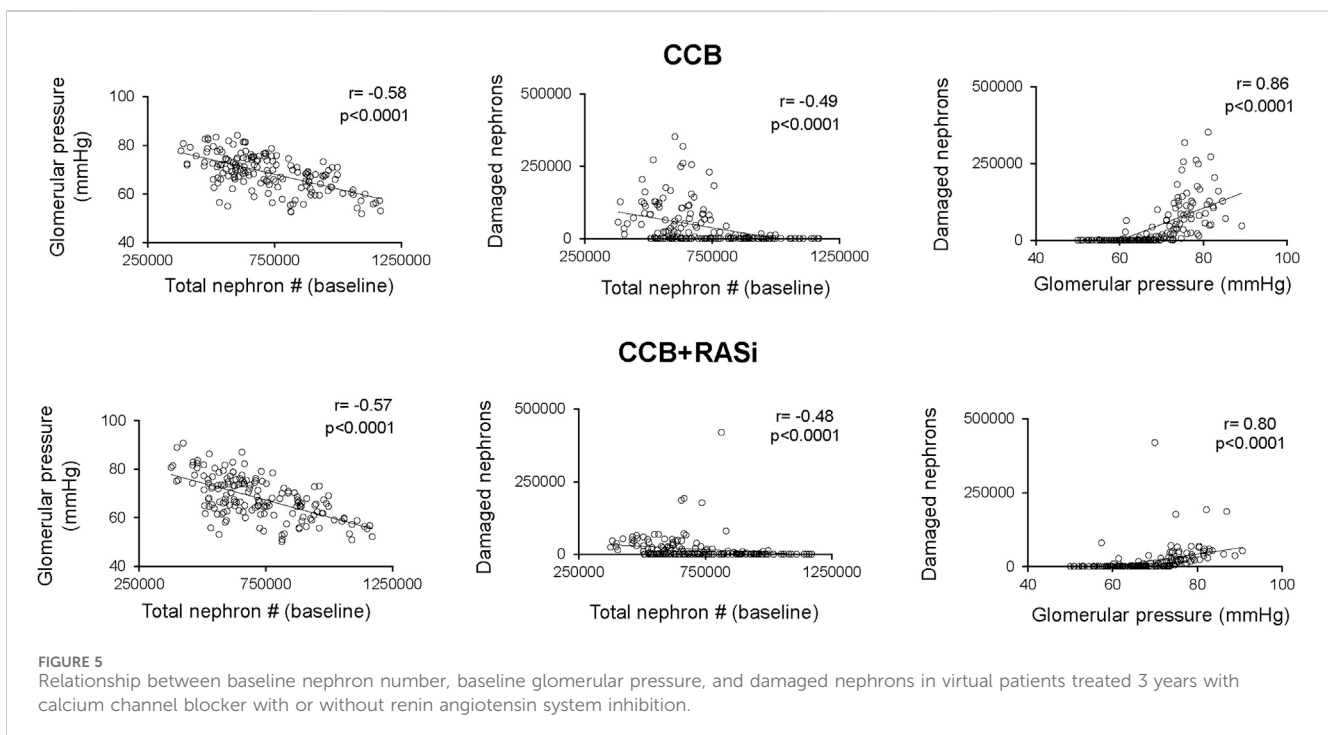 CCB
Glomerular pressure
(mmHg)
100
80
60
40
250000
750000
1250000
Total nephron # (baseline)
r= -0.58
p<0.0001
Damaged nephrons
500000
250000
0
250000
750000
1250000
Total nephron # (baseline)
r= -0.49
p<0.0001
Damaged nephrons
500000
250000
0
40
60
80
100
Glomerular pressure (mmHg)
r= 0.86
p<0.0001
CCB+RASi
Glomerular pressure
(mmHg)
100
80
60
40
250000
750000
1250000
Total nephron # (baseline)
r= -0.57
p<0.0001
Damaged nephrons
500000
250000
0
250000
750000
1250000
Total nephron # (baseline)
r= -0.48
p<0.0001
Damaged nephrons
500000
250000
0
40
60
80
100
Glomerular pressure (mmHg)
r= 0.80
p<0.0001
FIGURE 5
Relationship between baseline nephron number, baseline glomerular pressure, and damaged nephrons in virtual patients treated 3 years with
calcium channel blocker with or without renin angiotensin system inhibition.